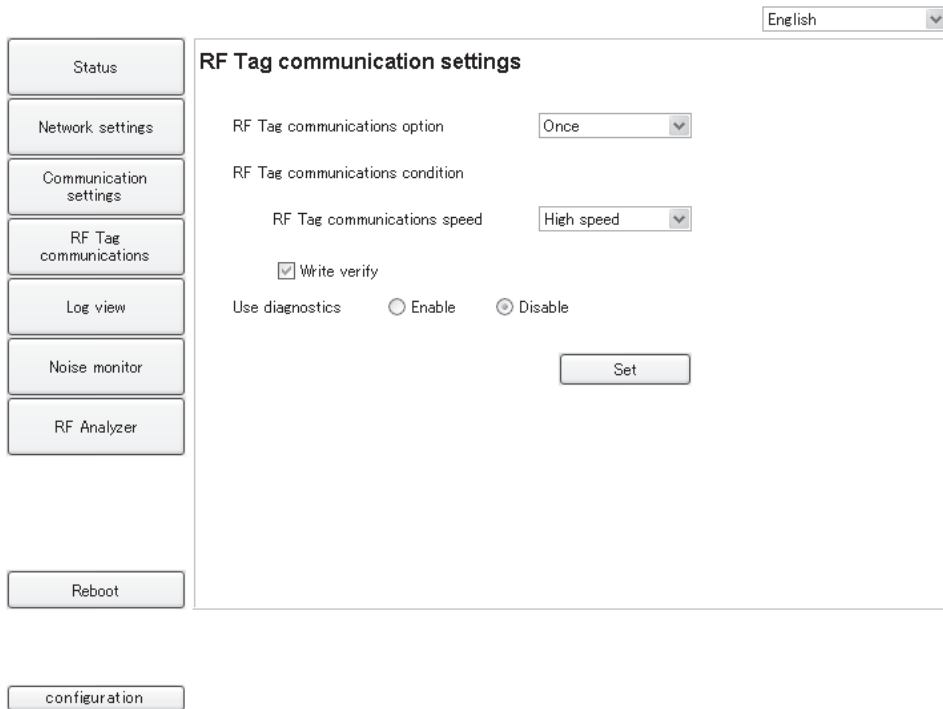 English
Status
RF Tag communication settings
Network settings
RF Tag communications option
Once
Communication
settings
RF Tag communications condition
RF Tag communications speed
High speed
RF Tag
communications
Write verify
Log view
Use diagnostics
Enable
Disable
Noise monitor
Set
RF Analyzer
Reboot
configuration